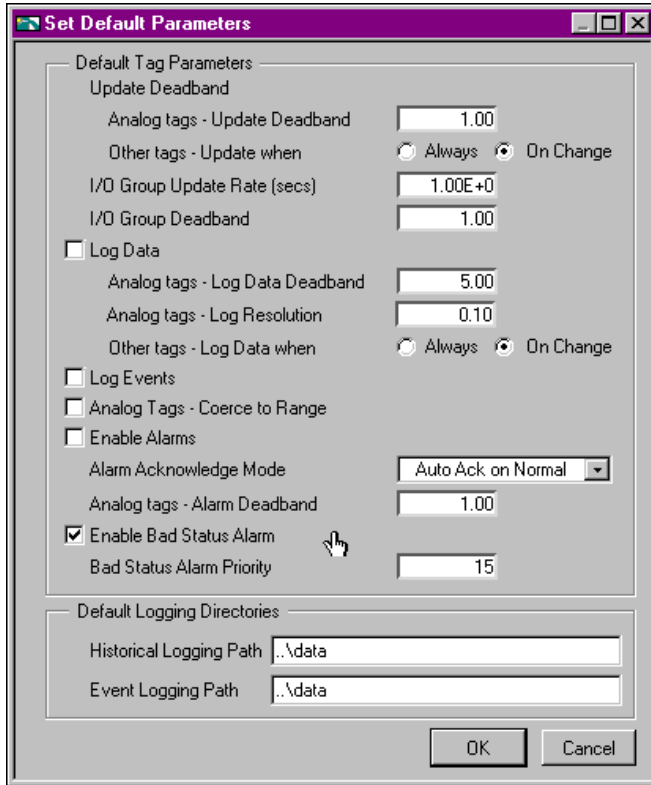 Set Default Parameters
Default Tag Parameters
Update Deadband
Analog tags - Update Deadband 1.00
Other tags - Update when Always On Change
I/O Group Update Rate (secs) 1.00E+0
I/O Group Deadband 1.00
Log Data
Analog tags - Log Data Deadband 5.00
Analog tags - Log Resolution 0.10
Other tags - Log Data when Always On Change
Log Events
Analog Tags - Coerce to Range
Enable Alarms
Alarm Acknowledge Mode Auto Ack on Normal
Analog tags - Alarm Deadband 1.00
Enable Bad Status Alarm
Bad Status Alarm Priority 15
Default Logging Directories
Historical Logging Path ..\data
Event Logging Path ..\data
OK Cancel